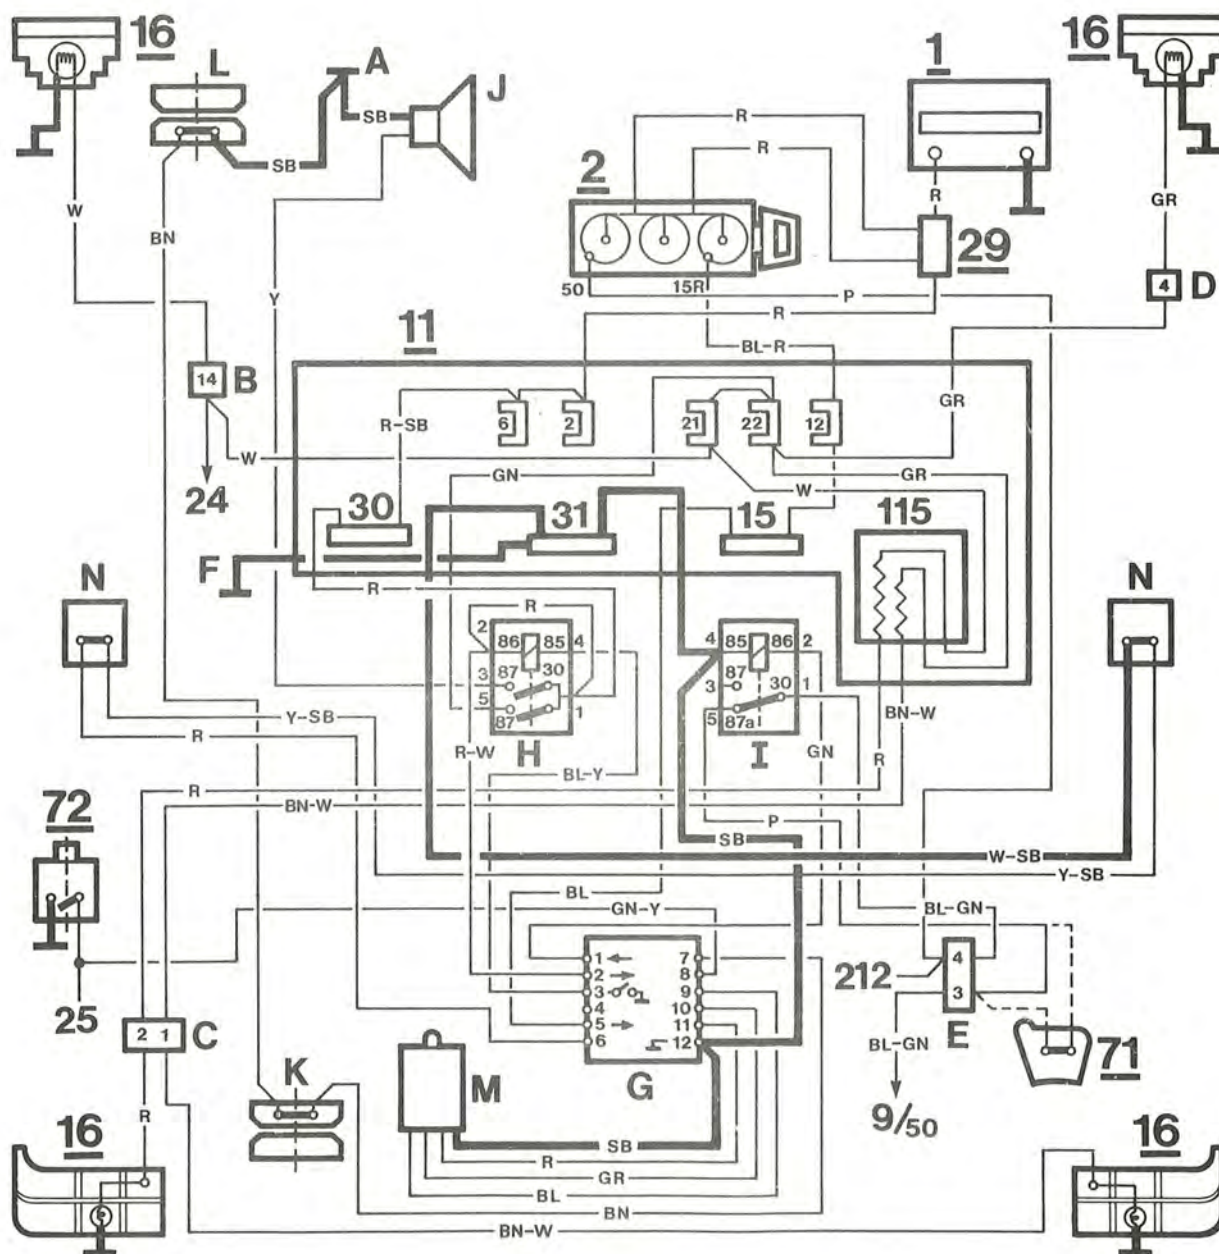 16
L
A
J
1
16
SB
R
R
2
SB
W
BN
R
GR
29
Y
50
15R
P
4
D
R
11
BL-R
14
B
R-SB
6
2
21
22
12
GR
W
GN
GR
W
24
30
31
15
115
F
N
R
N
R
2
86
85
4
4
85
86
2
3
87
30
87
3
30
1
5
87
1
5
87a
Y-SB
R
H
I
BN-W
R-W
BL-Y
GN
R
R
BN-W
P
72
SB
W-SB
Y-SB
BL
GN-Y
BL-GN
1
7
2
8
3
9
4
10
5
11
6
12
212
4
3
25
2
1
C
BL-GN
E
71
K
M
G
R
9/50
16
SB
16
R
GR
BL
BN
BN-W